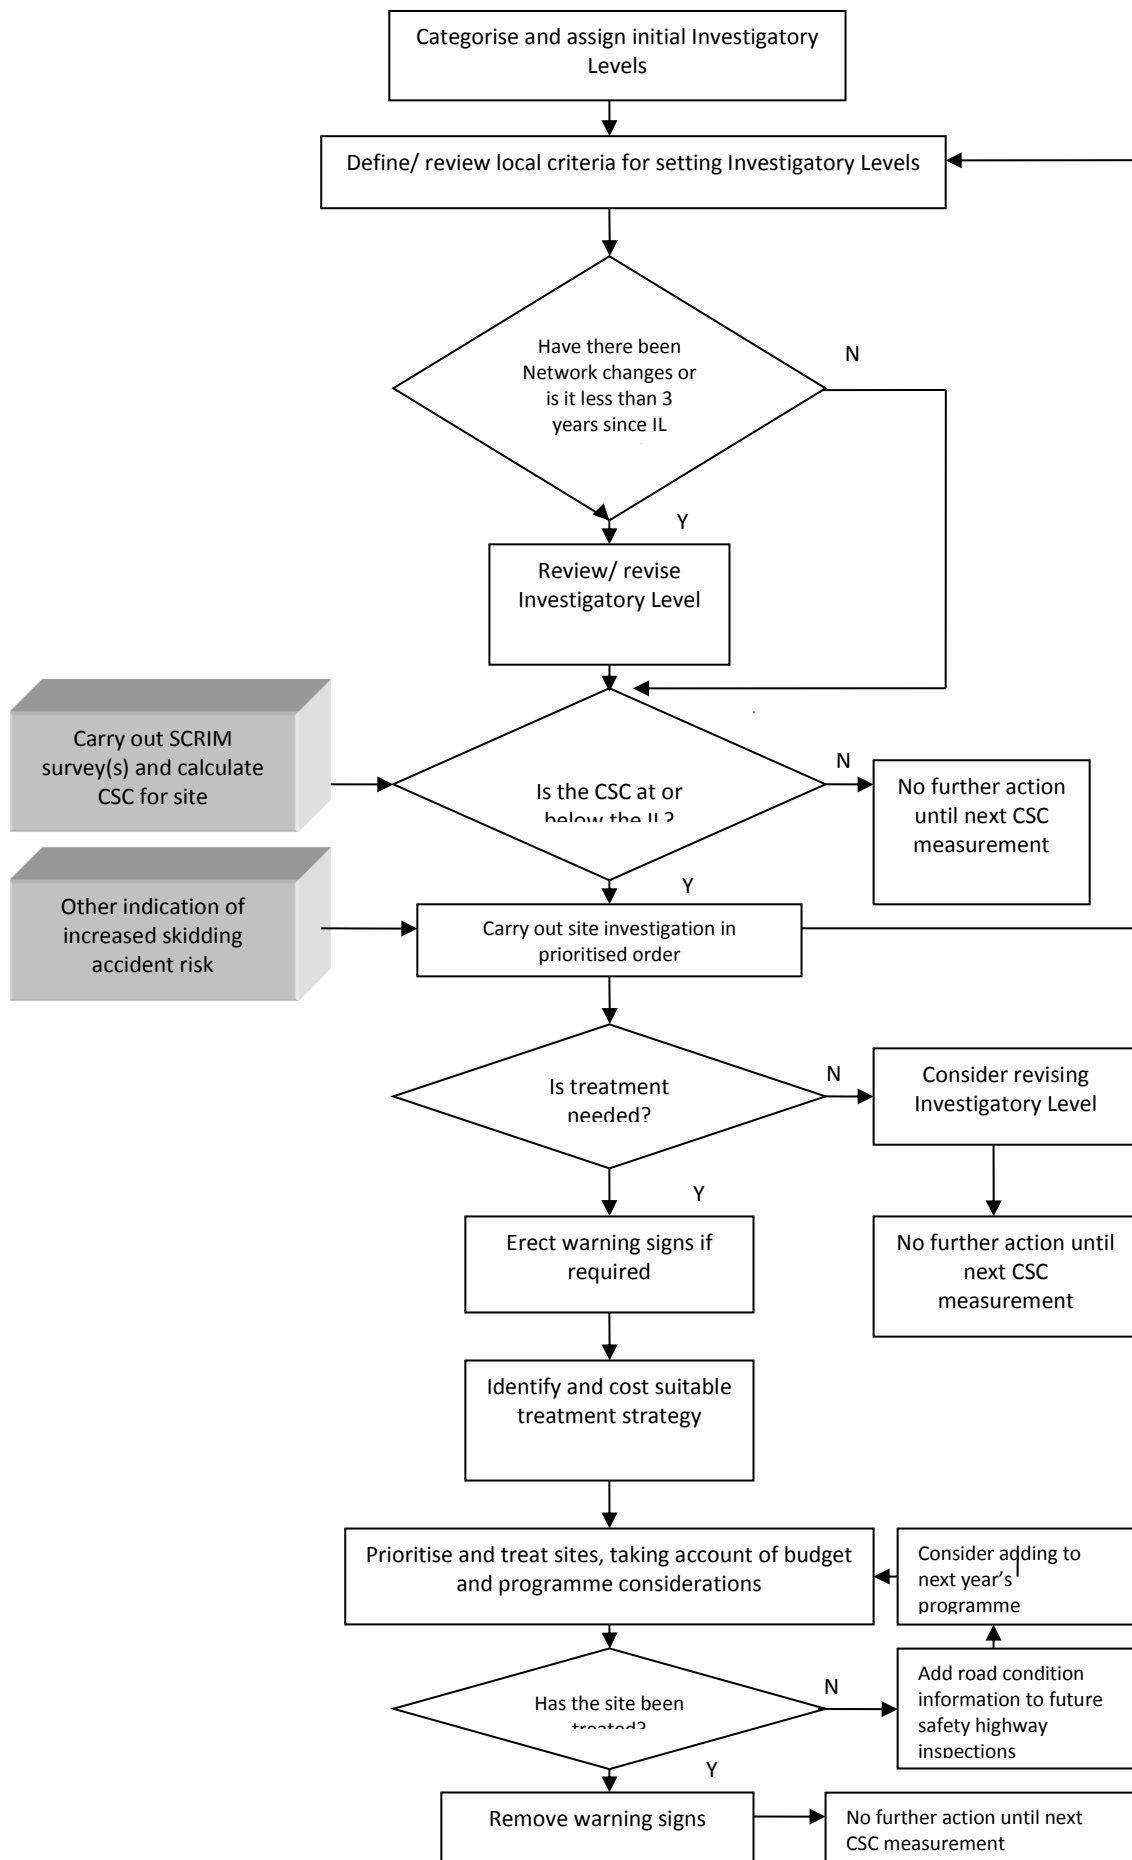 Categorise and assign initial Investigatory
Levels
Define/ review local criteria for setting Investigatory Levels
Have there been
Network changes or
is it less than 3
years since IL
N
Y
Review/ revise
Investigatory Level
Carry out SCRIM
survey(s) and calculate
CSC for site
Is the CSC at or
below the IL?
N
No further action
until next CSC
measurement
Y
Other indication of
increased skidding
accident risk
Carry out site investigation in
prioritised order
Is treatment
needed?
N
Consider revising
Investigatory Level
Y
No further action until
next CSC
measurement
Erect warning signs if
required
Identify and cost suitable
treatment strategy
Prioritise and treat sites, taking account of budget
and programme considerations
Consider adding to
next year's
programme
Has the site been
treated?
N
Add road condition
information to future
safety highway
inspections
Y
Remove warning signs
No further action until next
CSC measurement